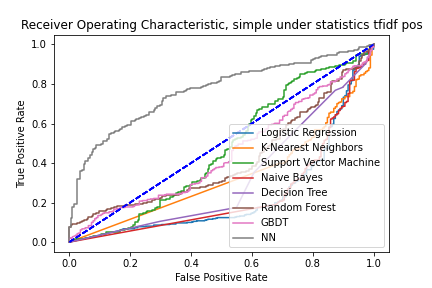 Receiver Operating Characteristic, simple under statistics tfidf pos
1.0
0.8
0.6
0.4
0.2
0.0
True Positive Rate
Logistic Regression
K-Nearest Neighbors
Support Vector Machine
Naive Bayes
Decision Tree
Random Forest
GBDT
NN
0.0 0.2 0.4 0.6 0.8 1.0
False Positive Rate